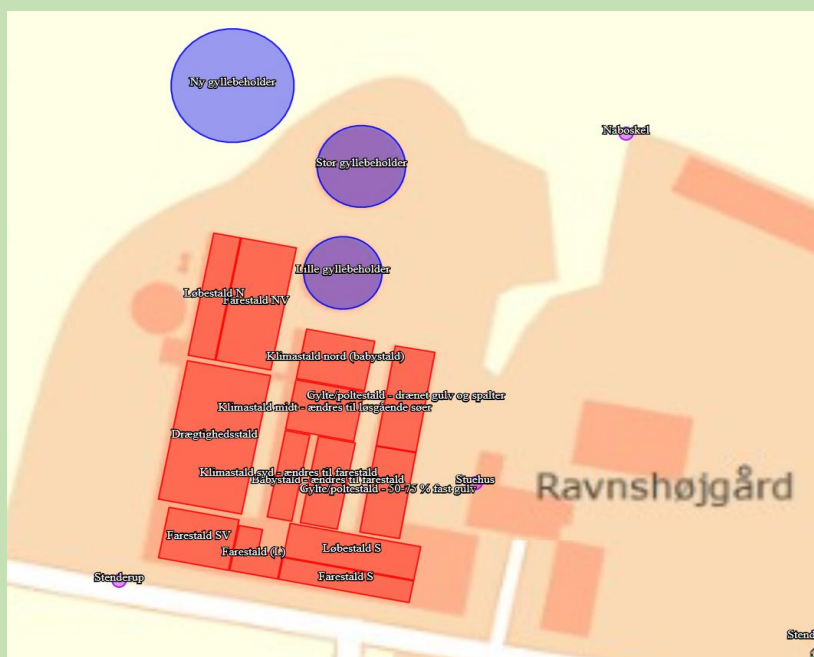 Ny gyllebeholder
Naboskel
Stor gyllebeholder
Lille gyllebeholder
Løbestald N
Farestald NV
Klimastald nord (babystald)
Gylte/poltestald - drænet gulv og spalter
Klimastald midt - ændres til løsgående søer
Drægtighedsstald
Klimastald syd - ændres til farestald
Babystald - ændres til farestald
Stuehus
Gylte/poltestald - 50-75 % fast gulv
Ravnshøjgård
Farestald SV
Løbestald S
Farestald (L)
Farestald S
Stenderup
Stend